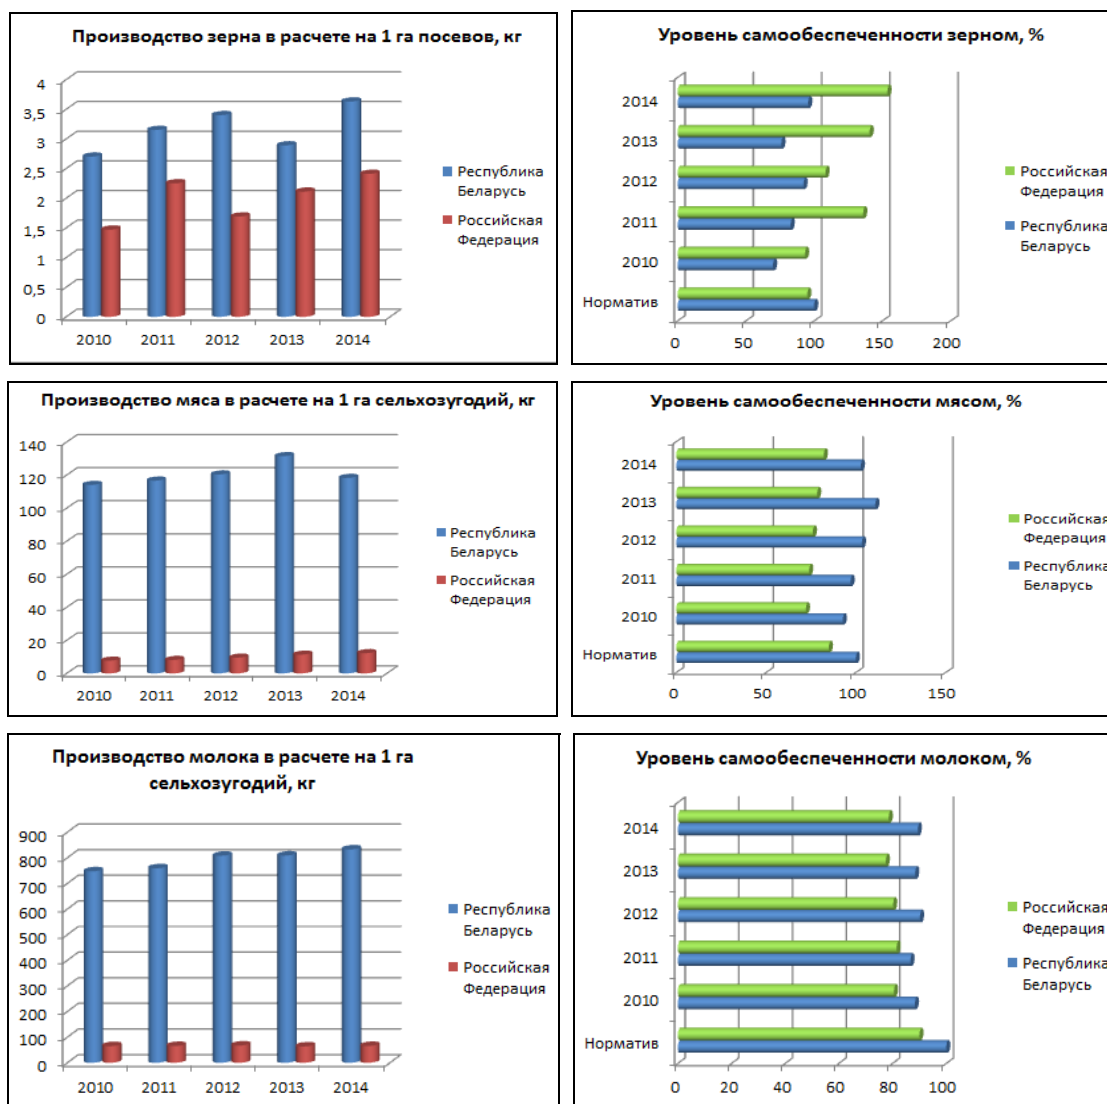 Производство зерна в расчете на 1 га посевов, кг
4
3,5
3
2,5
2
1,5
1
0,5
0
2010 2011 2012 2013 2014
Республика
Беларусь
Российская
Федерация
Уровень самообеспеченности зерном, %
2014
2013
2012
2011
2010
Норматив
0 50 100 150 200
Российская
Федерация
Республика
Беларусь
Производство мяса в расчете на 1 га сельхозугодий, кг
140
120
100
80
60
40
20
0
2010 2011 2012 2013 2014
Республика
Беларусь
Российская
Федерация
Уровень самообеспеченности мясом, %
2014
2013
2012
2011
2010
Норматив
0 50 100 150
Российская
Федерация
Республика
Беларусь
Производство молока в расчете на 1 га
сельхозугодий, кг
900
800
700
600
500
400
300
200
100
0
2010 2011 2012 2013 2014
Республика
Беларусь
Российская
Федерация
Уровень самообеспеченности молоком, %
2014
2013
2012
2011
2010
Норматив
0 20 40 60 80 100
Российская
Федерация
Республика
Беларусь